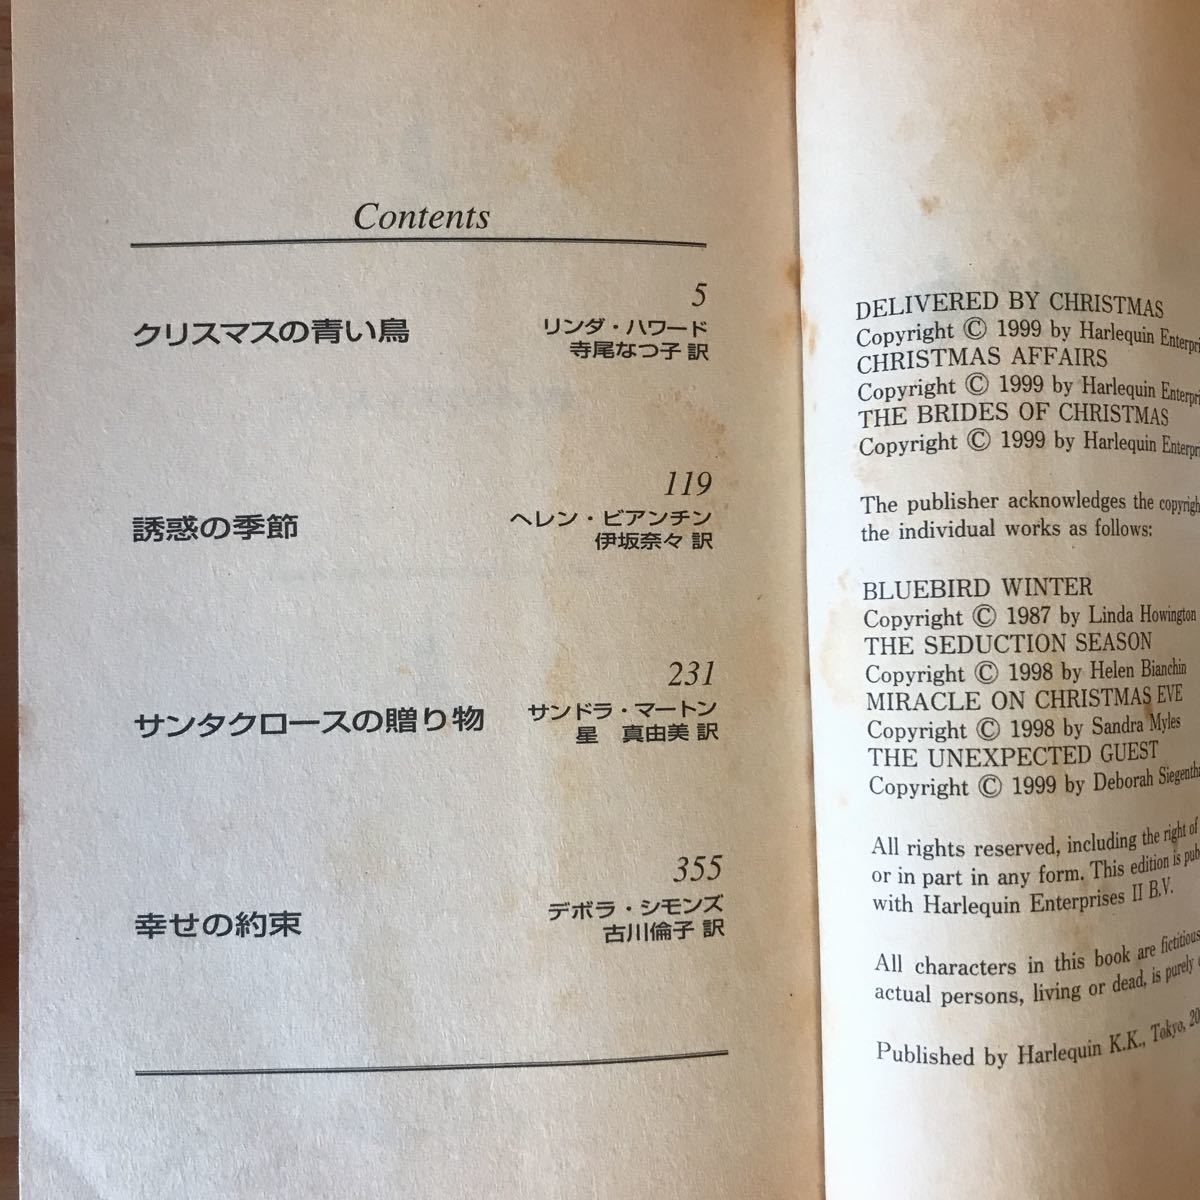 Contents
5
クリスマスの青い鳥
リンダ・ハワード
寺尾なつ子 訳
119
誘惑の季節
ヘレン・ビアンチン
伊坂奈々 訳
231
サンタクロースの贈り物
サンドラ・マートン
星　真由美 訳
355
幸せの約束
デボラ・シモンズ
古川倫子 訳
DELIVERED BY CHRISTMAS
Copyright © 1999 by Harlequin
CHRISTMAS AFFAIRS
Copyright © 1999 by Harlequin
THE BRIDES OF CHRISTMAS
Copyright © 1999 by Harlequin
The publisher acknowledges the
the individual works as follows:
BLUEBIRD WINTER
Copyright © 1987 by Linda Howington
THE SEDUCTION SEASON
Copyright © 1998 by Helen Bianchin
MIRACLE ON CHRISTMAS EVE
Copyright © 1998 by Sandra Myles
THE UNEXPECTED GUEST
Copyright © 1999 by Deborah
All rights reserved, including the right of
or in part in any form. This edition is
with Harlequin Enterprises II B.V.
All characters in this book are fictitious
actual persons, living or dead, is purely
Published by Harlequin K.K., Tokyo,